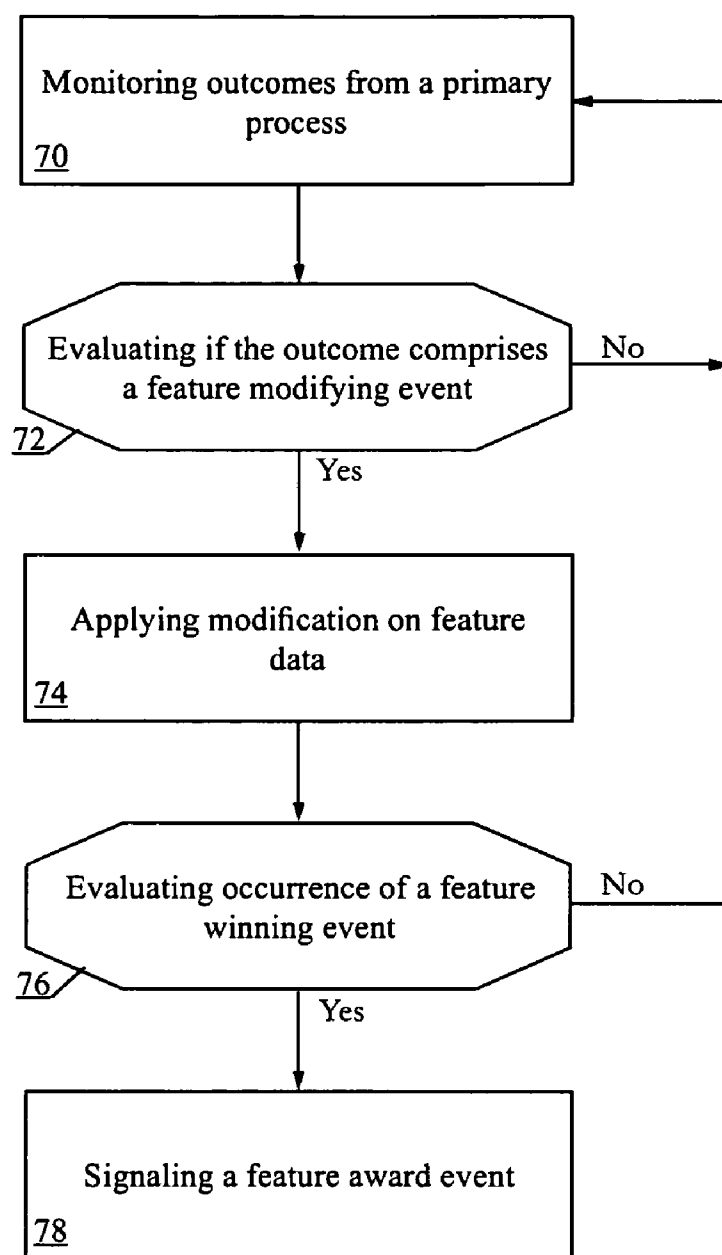 Monitoring outcomes from a primary
process
70
Evaluating if the outcome comprises
a feature modifying event
No
72
Yes
Applying modification on feature
data
74
Evaluating occurrence of a feature
winning event
No
76
Yes
Signaling a feature award event
78